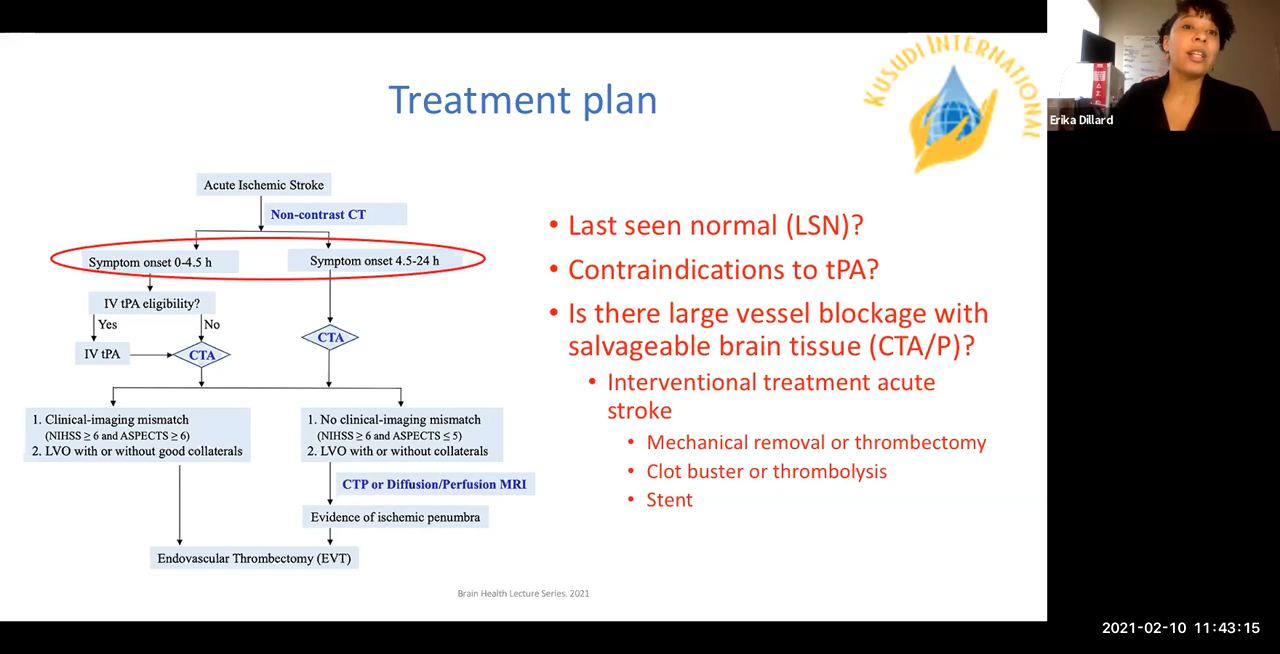 Treatment plan
KUSUDI INTERNATIONAL
Erika Dillard
Acute Ischemic Stroke
Non-contrast CT
Symptom onset 0-4.5 h
Symptom onset 4.5-24 h
IV tPA eligibility?
Yes
No
IV tPA
CTA
CTA
1. Clinical-imaging mismatch
(NIHSS ≥ 6 and ASPECTS ≥ 6)
2. LVO with or without good collaterals
1. No clinical-imaging mismatch
(NIHSS ≥ 6 and ASPECTS ≤ 5)
2. LVO with or without collaterals
CTP or Diffusion/Perfusion MRI
Evidence of ischemic penumbra
Endovascular Thrombectomy (EVT)
• Last seen normal (LSN)?
• Contraindications to tPA?
• Is there large vessel blockage with
salvageable brain tissue (CTA/P)?
• Interventional treatment acute
stroke
• Mechanical removal or thrombectomy
• Clot buster or thrombolysis
• Stent
Brain Health Lecture Series. 2021
2021-02-10 11:43:15